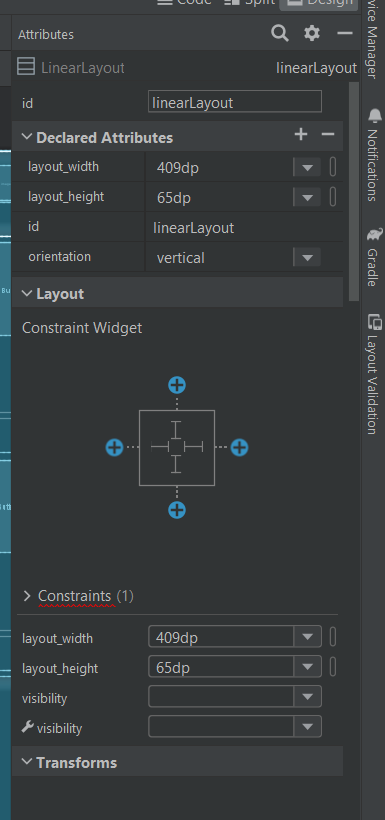 Code Split Design
Attributes
LinearLayout linearLayout
id linearLayout
Declared Attributes
layout_width 409dp
layout_height 65dp
id linearLayout
orientation vertical
Layout
Constraint Widget
Constraints (1)
layout_width 409dp
layout_height 65dp
visibility
visibility
Transforms
Manager
Notifications
Gradle
Layout Validation
Bu